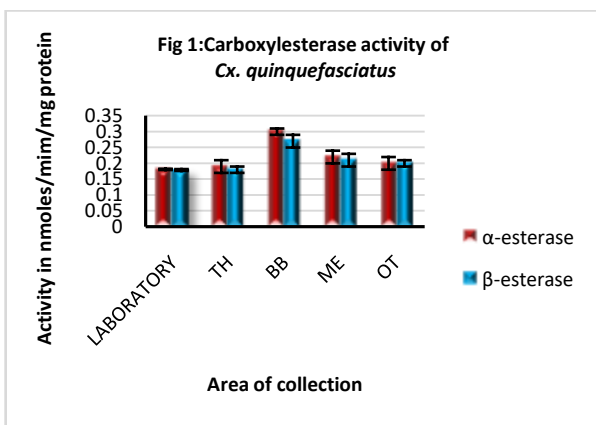 Fig 1:Carboxylesterase activity of
Cx. quinquefasciatus
Activity in nmoles/mim/mg protein
0.35
0.3
0.25
0.2
0.15
0.1
0.05
0
LABORATORY
TH
BB
ME
OT
α-esterase
β-esterase
Area of collection